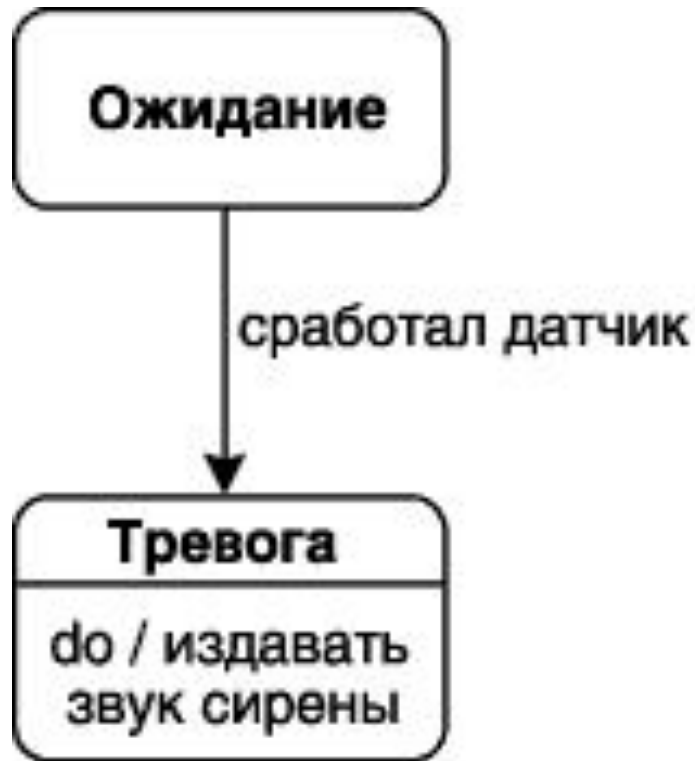 Ожидание
сработал датчик
Тревога
do / издавать
звук сирены